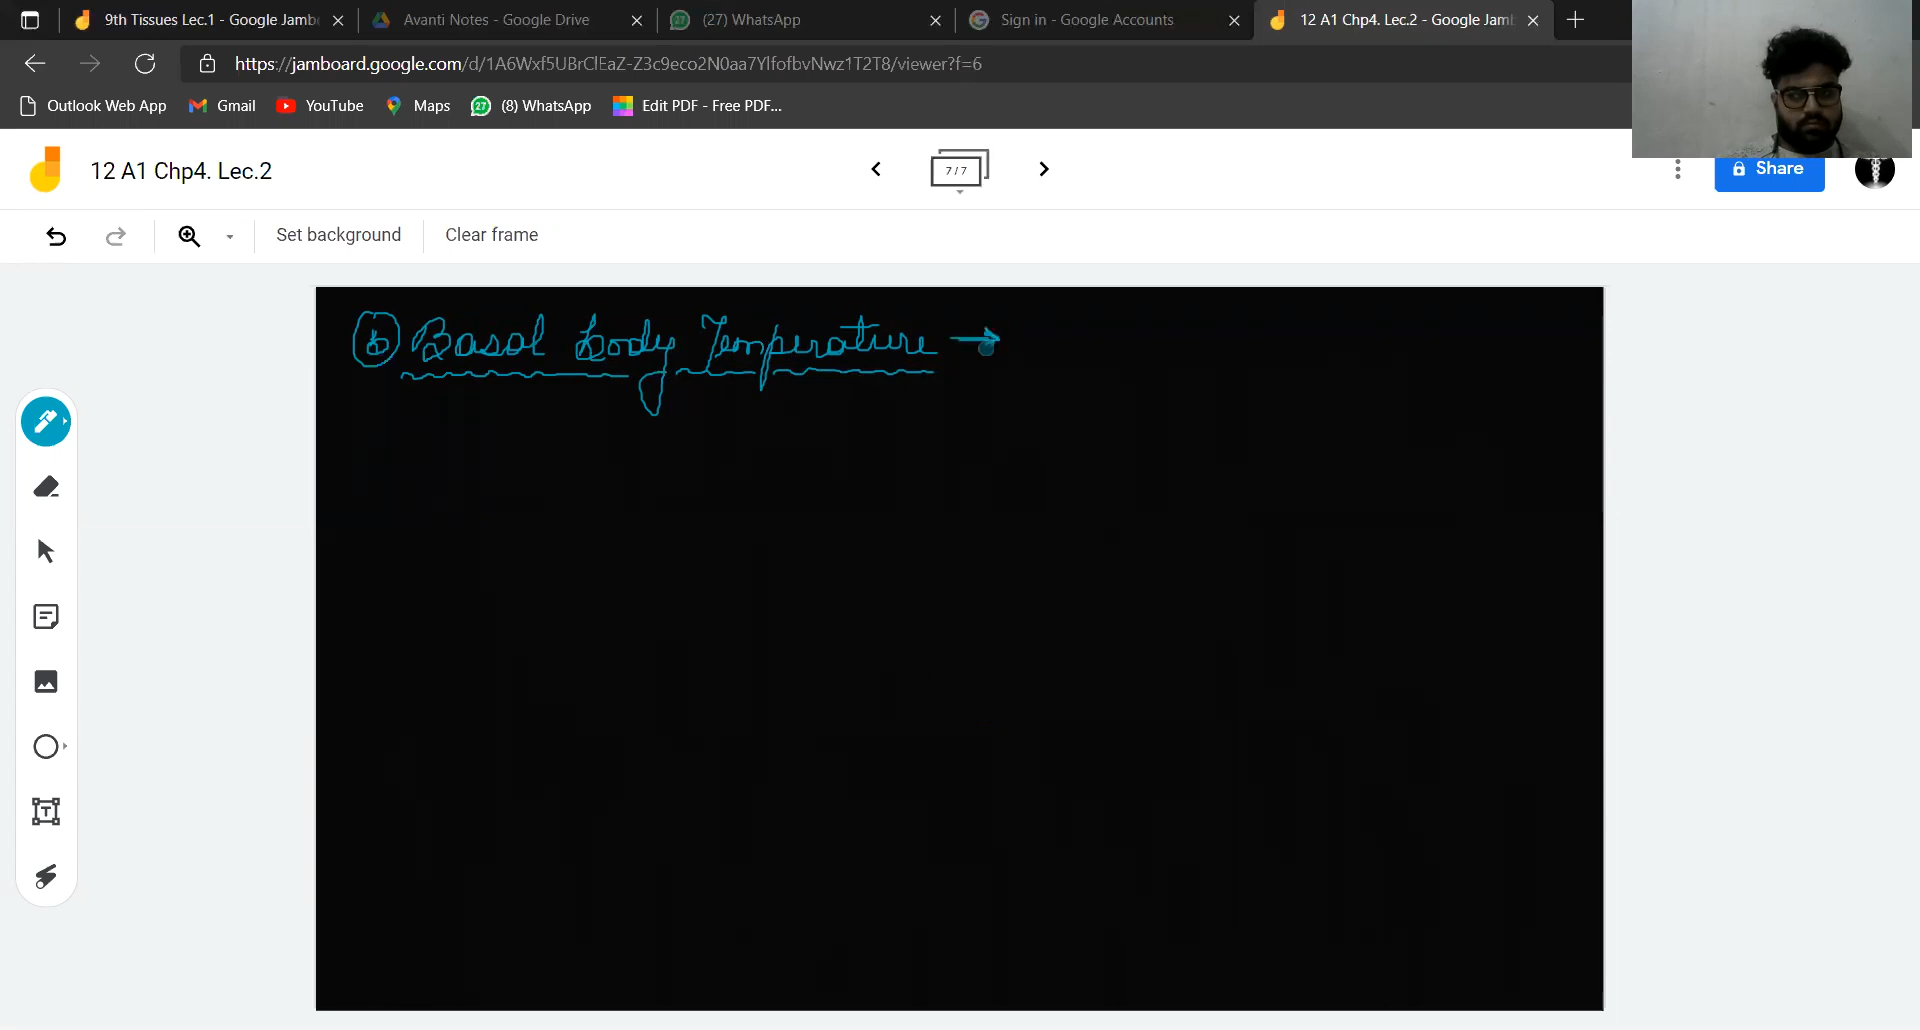 9th Tissues Lec.1 - Google Jamb
Avanti Notes - Google Drive
(27) WhatsApp
Sign in - Google Accounts
12 A1 Chp4. Lec.2 - Google Jamb
https://jamboard.google.com/d/1A6Wxf5UBrClEaZ-Z3c9eco2N0aa7YlfofbvNwz1T2T8/viewer?f=6
Outlook Web App
Gmail
YouTube
Maps
27 (8) WhatsApp
Edit PDF - Free PDF...
12 A1 Chp4. Lec.2
7 / 7
Share
Set background
Clear frame
b Basal body Temperature →